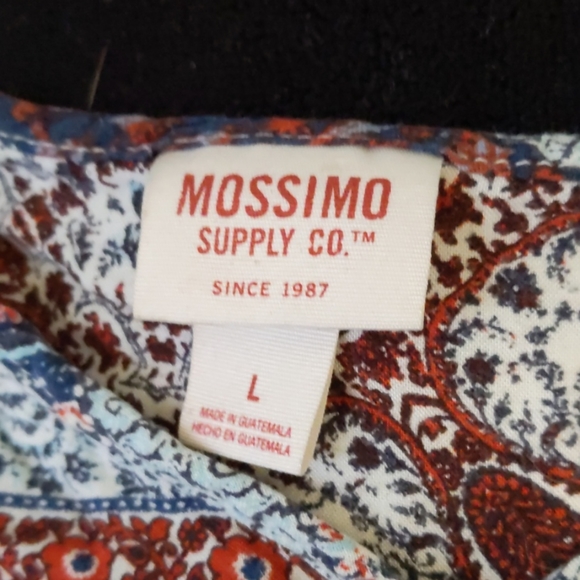 MOSSIMO
SUPPLY CO.™
SINCE 1987
L
MADE IN GUATEMALA
HECHO EN GUATEMALA